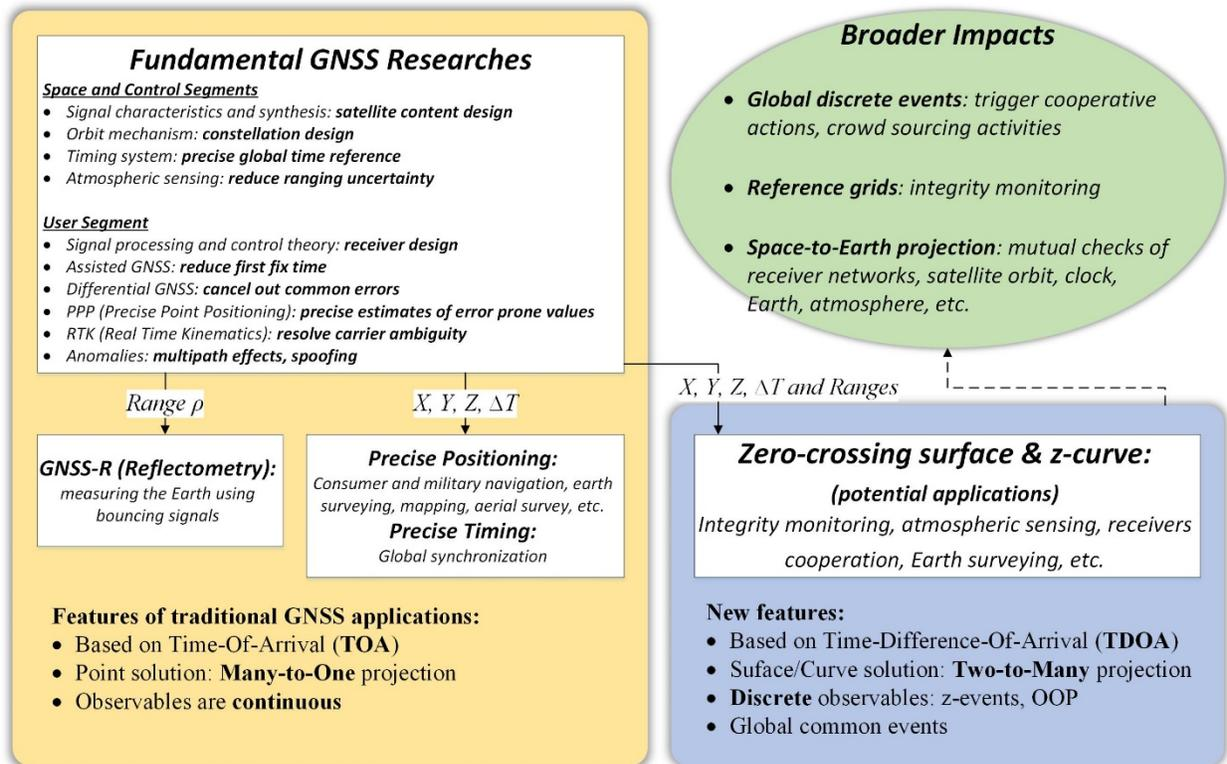 Fundamental GNSS Researches
Space and Control Segments
• Signal characteristics and synthesis: satellite content design
• Orbit mechanism: constellation design
• Timing system: precise global time reference
• Atmospheric sensing: reduce ranging uncertainty
User Segment
• Signal processing and control theory: receiver design
• Assisted GNSS: reduce first fix time
• Differential GNSS: cancel out common errors
• PPP (Precise Point Positioning): precise estimates of error prone values
• RTK (Real Time Kinematics): resolve carrier ambiguity
• Anomalies: multipath effects, spoofing
Range ρ
X, Y, Z, ΔT
GNSS-R (Reflectometry):
measuring the Earth using
bouncing signals
Precise Positioning:
Consumer and military navigation, earth
surveying, mapping, aerial survey, etc.
Precise Timing:
Global synchronization
Features of traditional GNSS applications:
• Based on Time-Of-Arrival (TOA)
• Point solution: Many-to-One projection
• Observables are continuous
Broader Impacts
• Global discrete events: trigger cooperative
actions, crowd sourcing activities
• Reference grids: integrity monitoring
• Space-to-Earth projection: mutual checks of
receiver networks, satellite orbit, clock,
Earth, atmosphere, etc.
X, Y, Z, ΔT and Ranges
Zero-crossing surface & z-curve:
(potential applications)
Integrity monitoring, atmospheric sensing, receivers
cooperation, Earth surveying, etc.
New features:
• Based on Time-Difference-Of-Arrival (TDOA)
• Suface/Curve solution: Two-to-Many projection
• Discrete observables: z-events, OOP
• Global common events